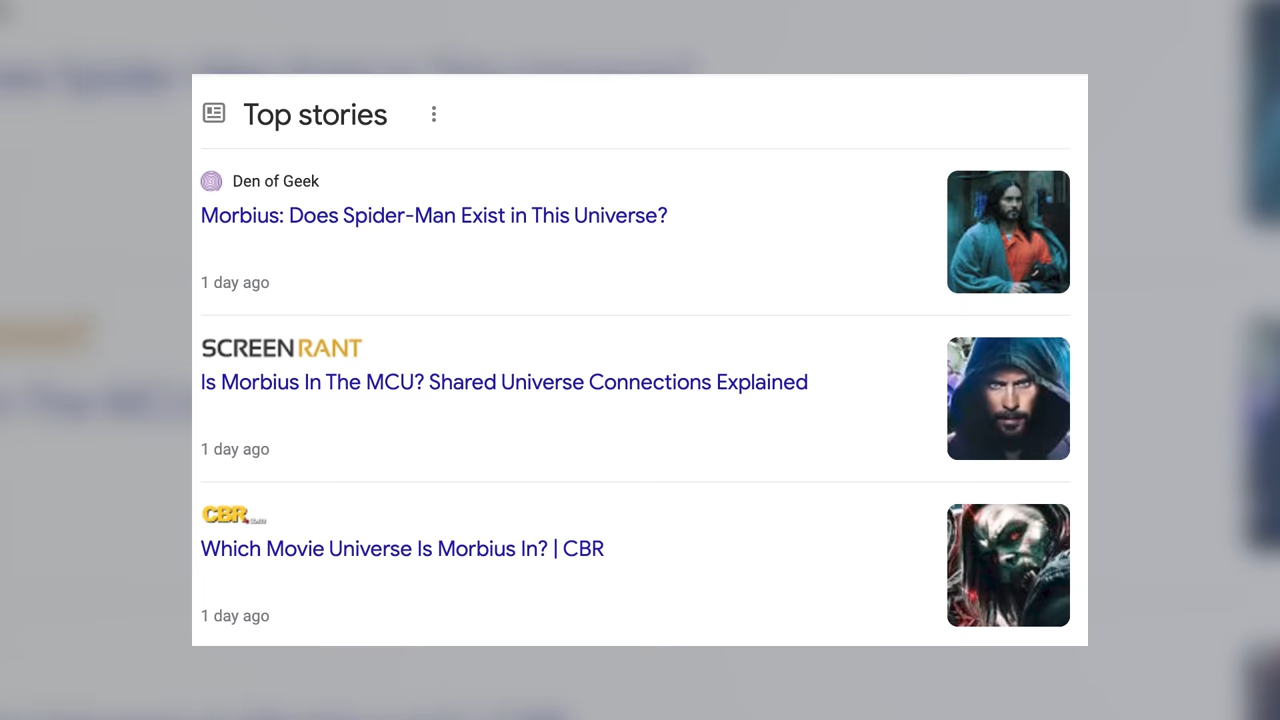 Top stories
Den of Geek
Morbius: Does Spider-Man Exist in This Universe?
1 day ago
SCREENRANT
Is Morbius In The MCU? Shared Universe Connections Explained
1 day ago
CBR.com
Which Movie Universe Is Morbius In? | CBR
1 day ago